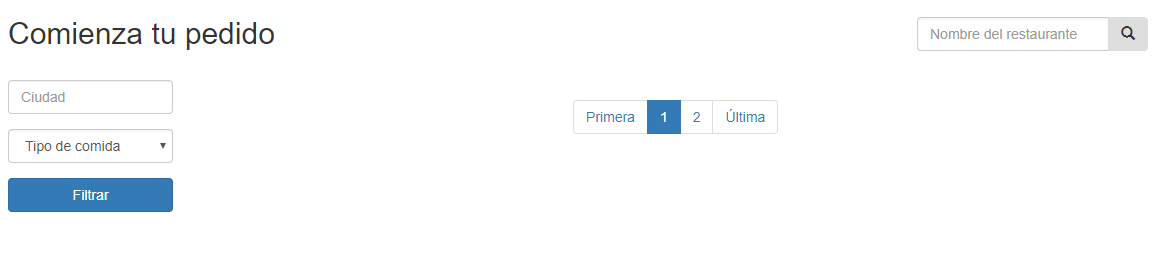 Comienza tu pedido
Nombre del restaurante
Ciudad
Primera 1 2 Última
Tipo de comida
Filtrar